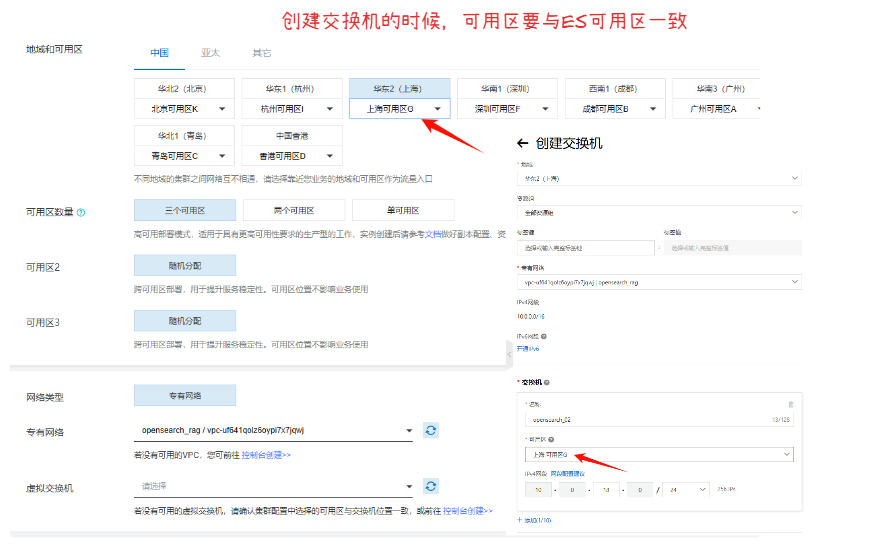 创建交换机的时候，可用区要与ES可用区一致
地域和可用区
中国 亚太 其它
华北2（北京） 华东1（杭州） 华东2（上海） 华南1（深圳） 西南1（成都） 华南3（广州）
北京可用区K 杭州可用区I 上海可用区G 深圳可用区F 成都可用区B 广州可用区A
华北1（青岛） 中国香港
青岛可用区C 香港可用区D
不同地域的集群之间网络互不相通，请选择靠近您业务的地域和可用区作为流量入口
可用区数量 三个可用区 两个可用区 单可用区
高可用部署模式，适用于具有更高可用性要求的生产型的工作，实例创建后请参考文档做好副本配置，资
可用区2 随机分配
跨可用区部署，用于提升服务稳定性。可用区位置不影响业务使用
可用区3 随机分配
跨可用区部署，用于提升服务稳定性。可用区位置不影响业务使用
网络类型 专有网络
专有网络 opensearch_rag / vpc-uf641qolz6oypi7x7jqwj
若没有可用的VPC，您可前往 控制台创建>>
虚拟交换机 请选择
若没有可用的虚拟交换机，请确认集群配置中选择的可用区与交换机位置一致，或前往 控制台创建>>
← 创建交换机
* 地域
华东2（上海）
资源组
全部资源组
标签键 标签值
选择或输入完整标签键 : 选择或输入完整标签值
* 专有网络
vpc-uf641qolz6oypi7x7jqwj | opensearch_rag
IPv4网段
10.0.0.0/16
IPv6网段
开通IPv6
* 交换机
* 名称
opensearch_02 13/128
* 可用区
上海 可用区G
IPv4网段 网段配置建议
10 . 0 . 18 . 0 / 24 256 IPs
+ 添加(1/10)